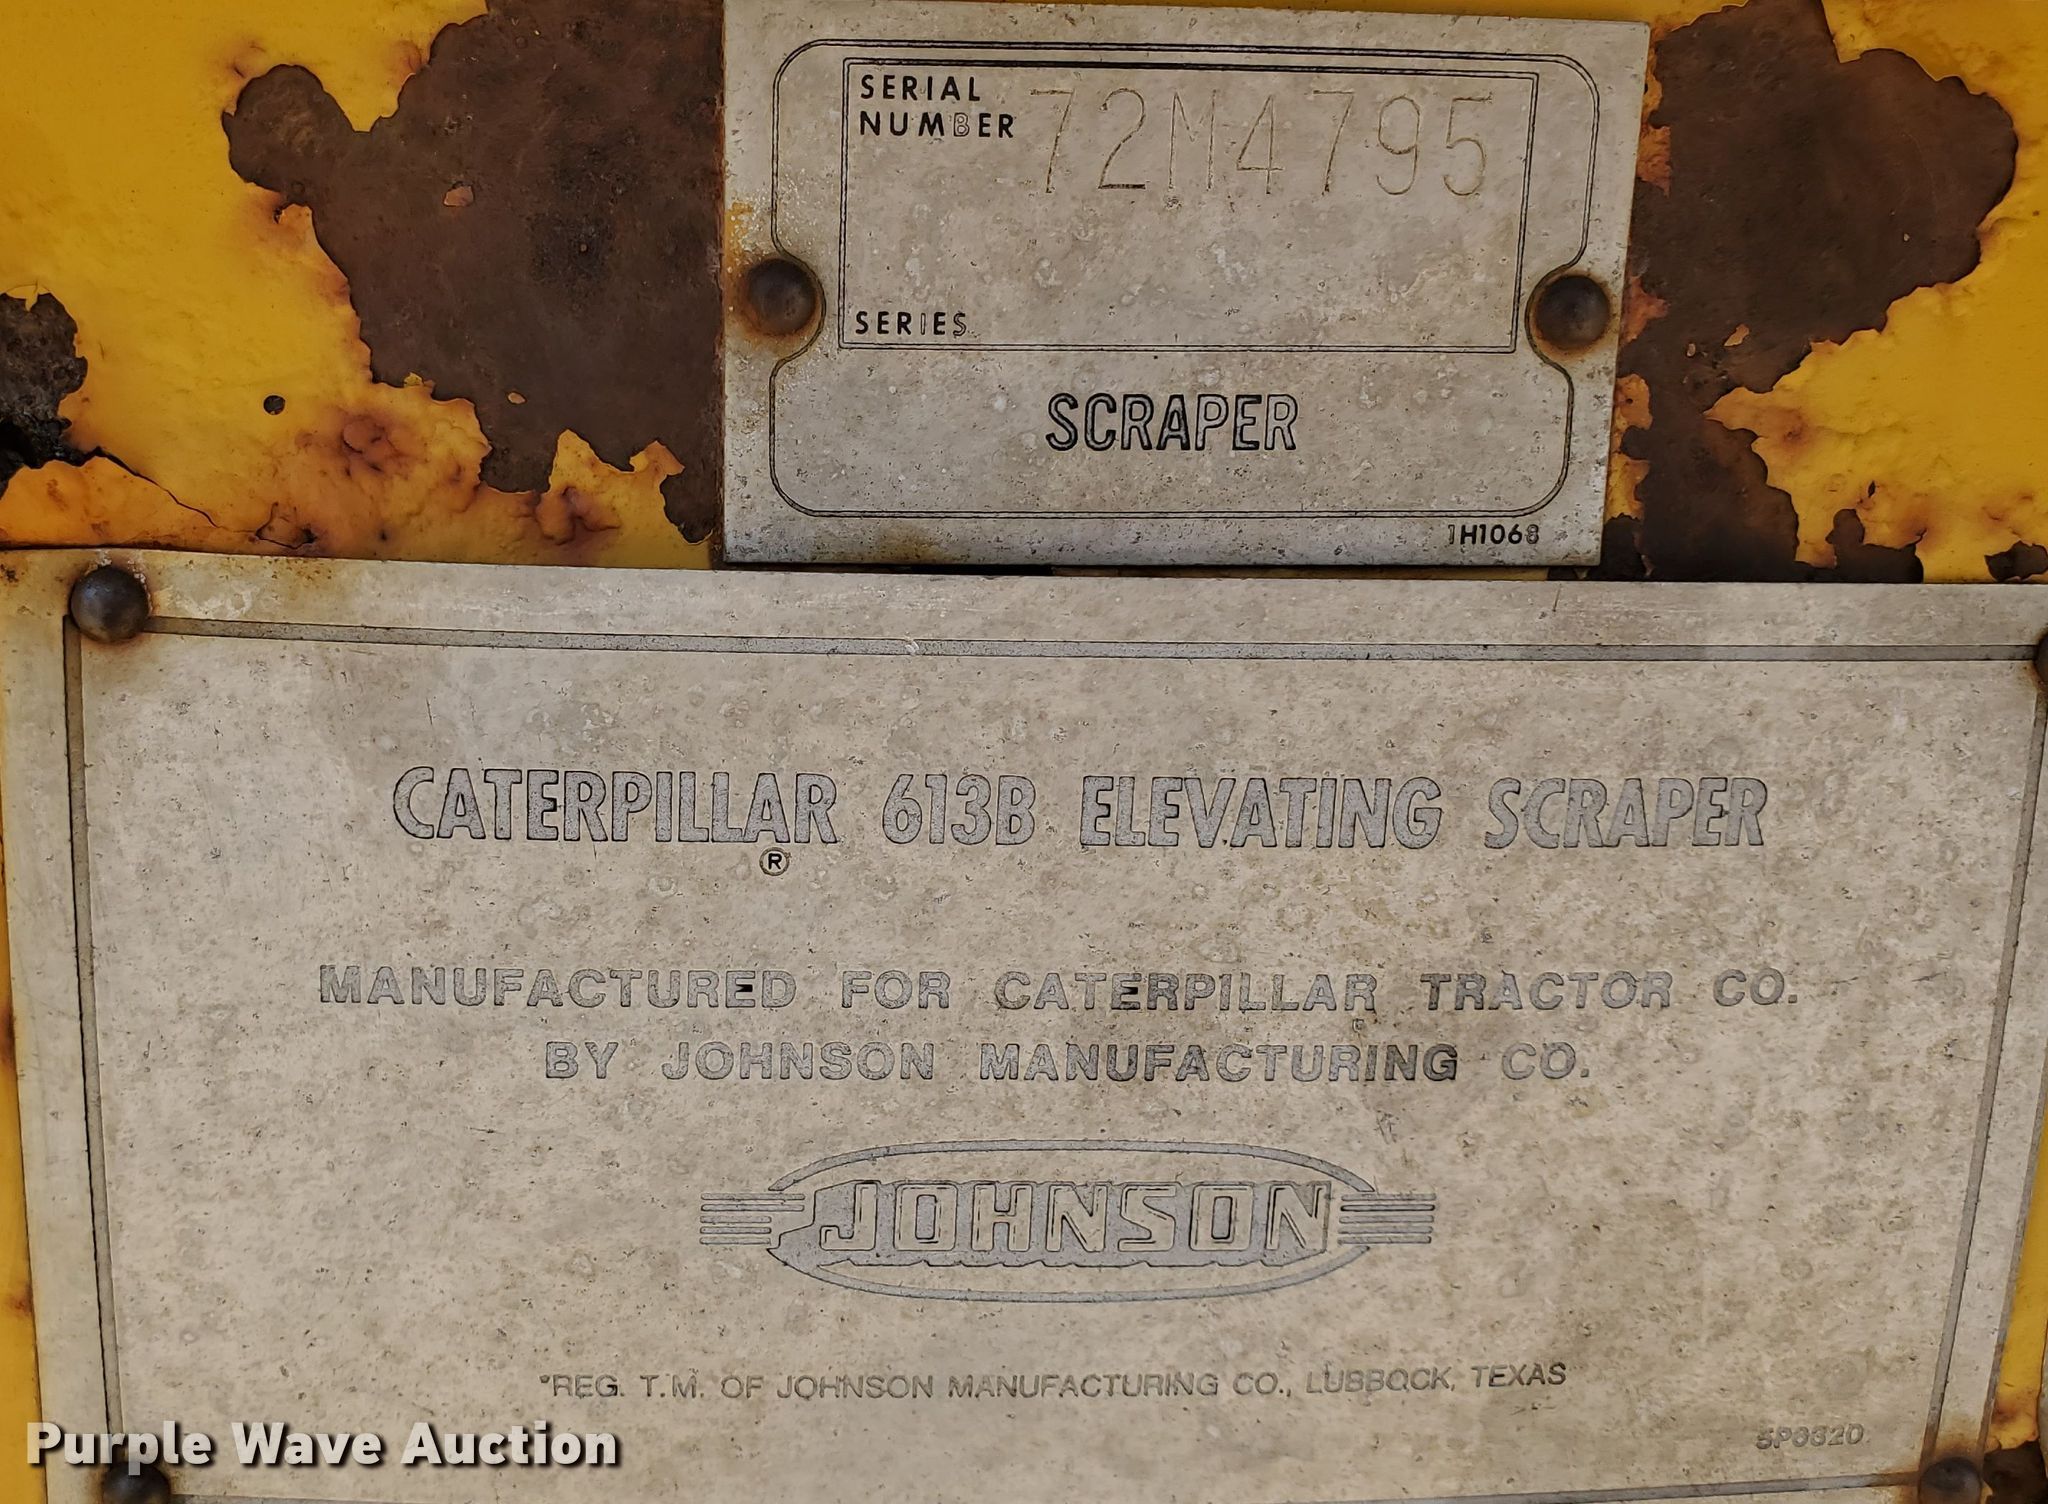 SERIAL
NUMBER 72M4795
SERIES
SCRAPER
1H1068
CATERPILLAR 613B ELEVATING SCRAPER
®
MANUFACTURED FOR CATERPILLAR TRACTOR CO.
BY JOHNSON MANUFACTURING CO.
JOHNSON
*REG. T.M. OF JOHNSON MANUFACTURING CO., LUBBOCK, TEXAS
Purple Wave Auction